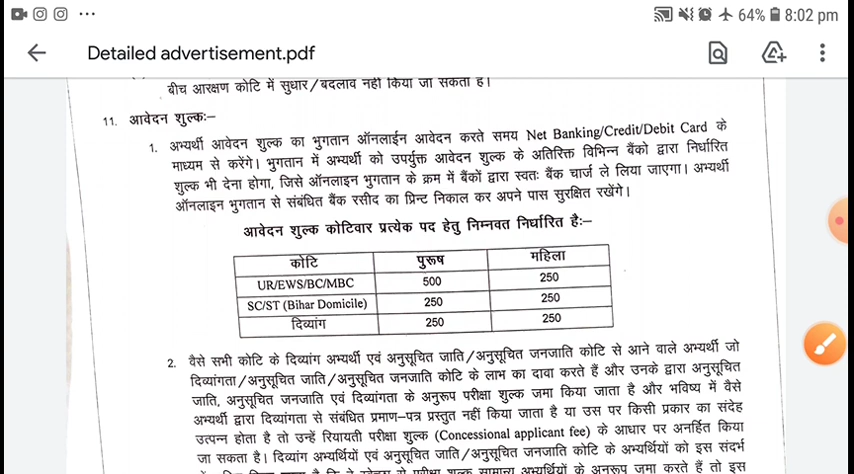 64% 8:02 pm
Detailed advertisement.pdf
बीच आरक्षण कोटि में सुधार/बदलाव नहीं किया जा सकता है।
11. आवेदन शुल्कः—
1. अभ्यर्थी आवेदन शुल्क का भुगतान ऑनलाईन आवेदन करते समय Net Banking/Credit/Debit Card के
माध्यम से करेंगे। भुगतान में अभ्यर्थी को उपर्युक्त आवेदन शुल्क के अतिरिक्त विभिन्न बैंको द्वारा निर्धारित
शुल्क भी देना होगा, जिसे ऑनलाइन भुगतान के क्रम में बैंकों द्वारा स्वतः बैंक चार्ज ले लिया जाएगा। अभ्यर्थी
ऑनलाइन भुगतान से संबंधित बैंक रसीद का प्रिन्ट निकाल कर अपने पास सुरक्षित रखेंगे।
आवेदन शुल्क कोटिवार प्रत्येक पद हेतु निम्नवत निर्धारित हैः—
कोटि पुरूष महिला
UR/EWS/BC/MBC 500 250
SC/ST (Bihar Domicile) 250 250
दिव्यांग 250 250
2. वैसे सभी कोटि के दिव्यांग अभ्यर्थी एवं अनुसूचित जाति/अनुसूचित जनजाति कोटि से आने वाले अभ्यर्थी जो
दिव्यांगता/अनुसूचित जाति/अनुसूचित जनजाति कोटि के लाभ का दावा करते हैं और उनके द्वारा अनुसूचित
जाति, अनुसूचित जनजाति एवं दिव्यांगता के अनुरूप परीक्षा शुल्क जमा किया जाता है और भविष्य में वैसे
अभ्यर्थी द्वारा दिव्यांगता से संबंधित प्रमाण—पत्र प्रस्तुत नहीं किया जाता है या उस पर किसी प्रकार का संदेह
उत्पन्न होता है तो उन्हें रियायती परीक्षा शुल्क (Concessional applicant fee) के आधार पर अनर्हित किया
जा सकता है। दिव्यांग अभ्यर्थियों एवं अनुसूचित जाति/अनुसूचित जनजाति कोटि के अभ्यर्थियों को इस संदर्भ
परीक्षा शुल्क सामान्य अभ्यर्थियों के अनुरूप जमा करते हैं तो इस